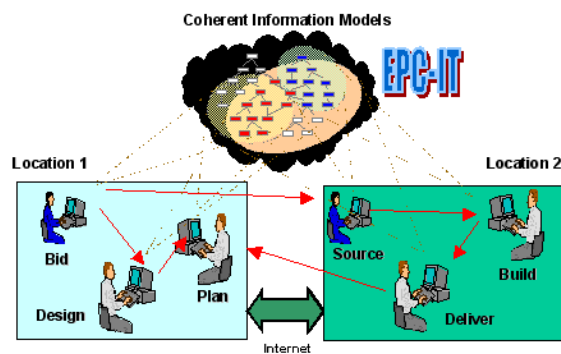 Coherent Information Models
EPC-IT
Location 1
Location 2
Bid
Plan
Design
Source
Build
Deliver
Internet